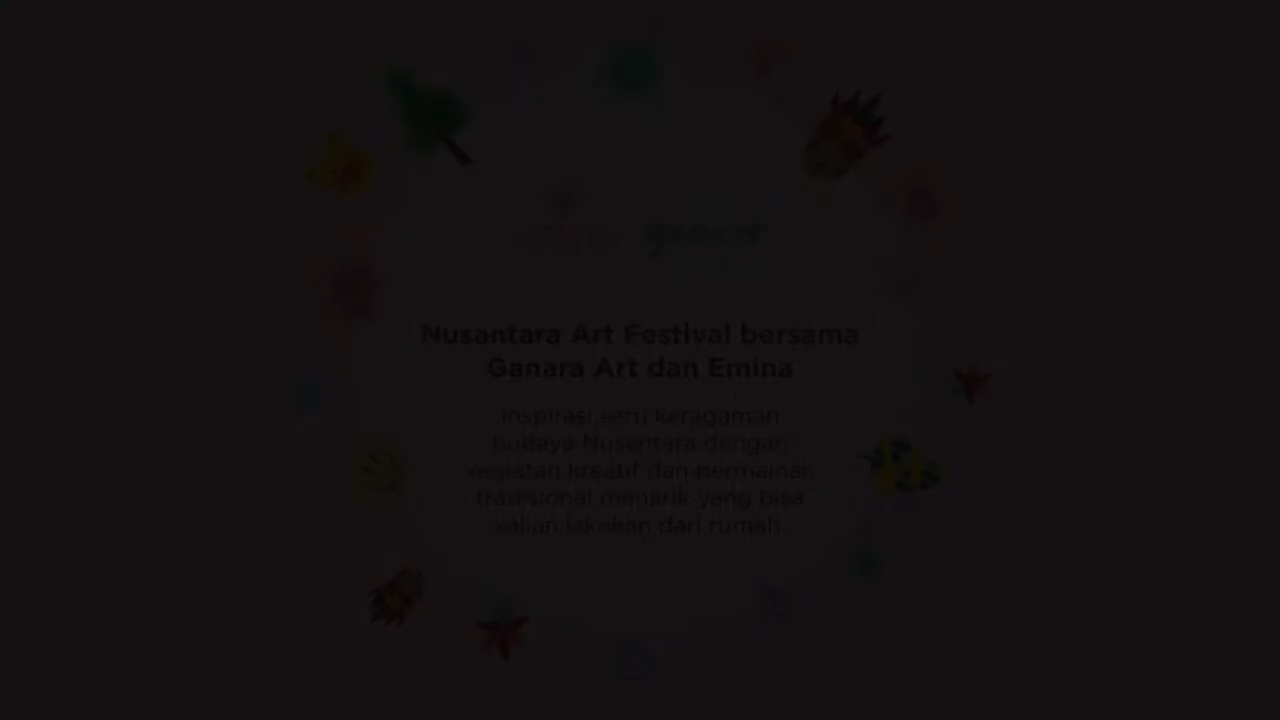 ganara
Nusantara Art Festival bersama
Ganara Art dan Emina
Inspirasi seru keragaman
budaya Nusantara dengan
kegiatan kreatif dan permainan
tradisional menarik yang bisa
kalian lakukan dari rumah